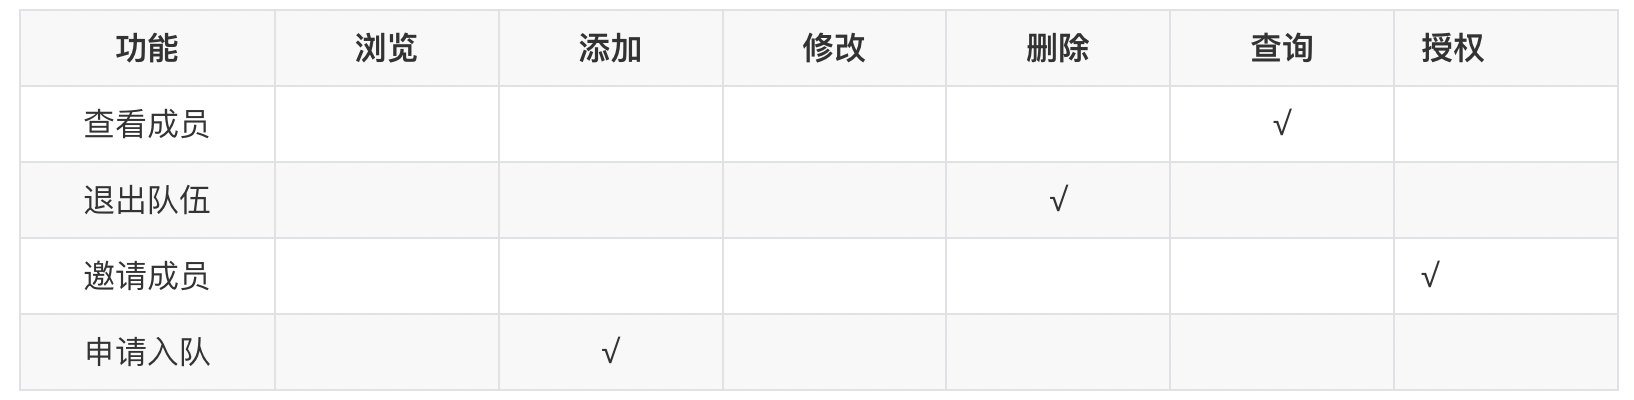 功能 浏览 添加 修改 删除 查询 授权
查看成员 √
退出队伍 √
邀请成员 √
申请入队 √